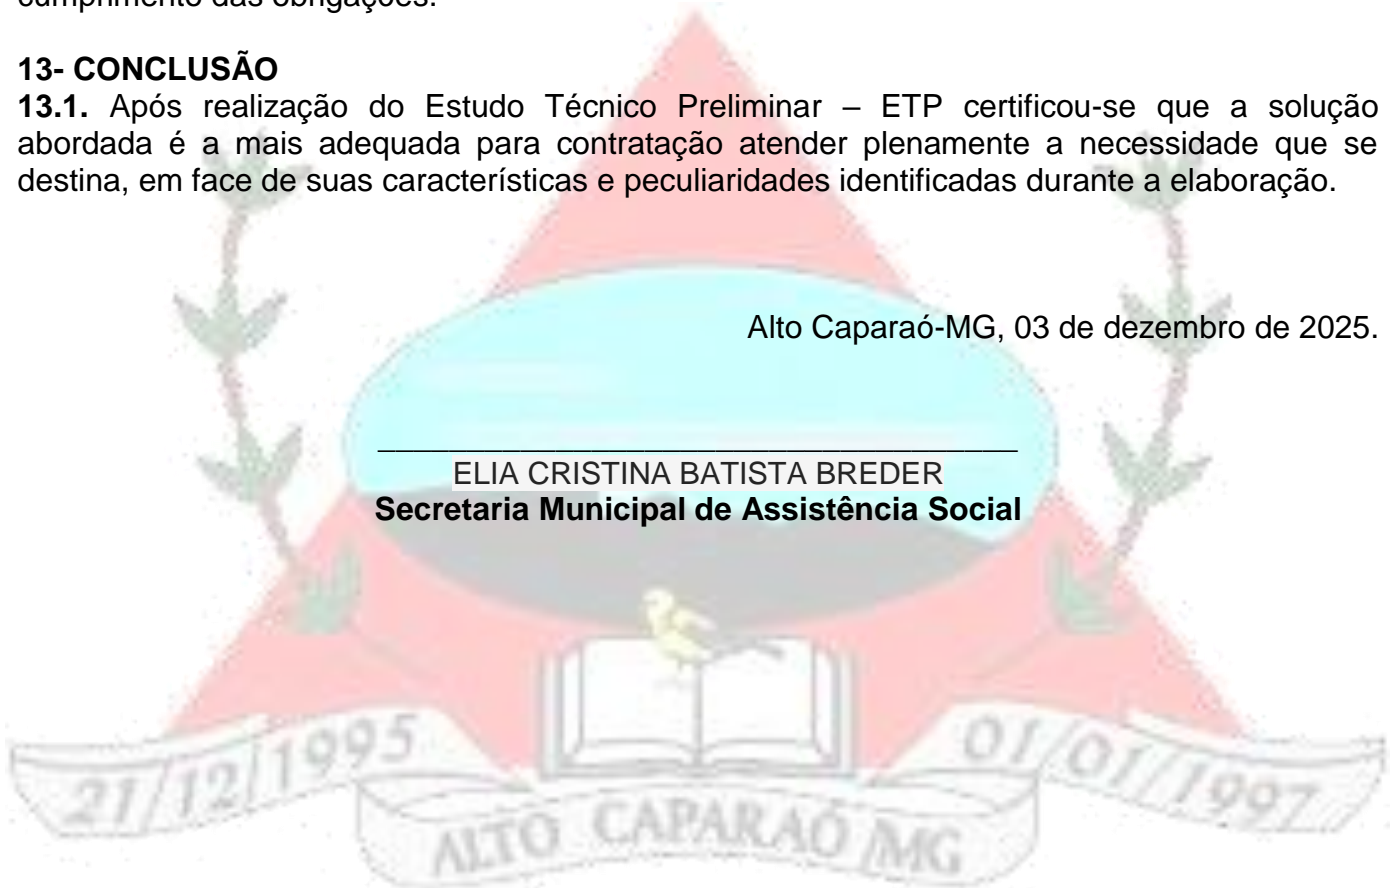 cumprimento das obrigações.
13- CONCLUSÃO
13.1. Após realização do Estudo Técnico Preliminar – ETP certificou-se que a solução
abordada é a mais adequada para contratação atender plenamente a necessidade que se
destina, em face de suas características e peculiaridades identificadas durante a elaboração.
Alto Caparaó-MG, 03 de dezembro de 2025.
ELIA CRISTINA BATISTA BREDER
Secretaria Municipal de Assistência Social
21/12/1995
01/01/1997
ALTO CAPARAÓ/MG